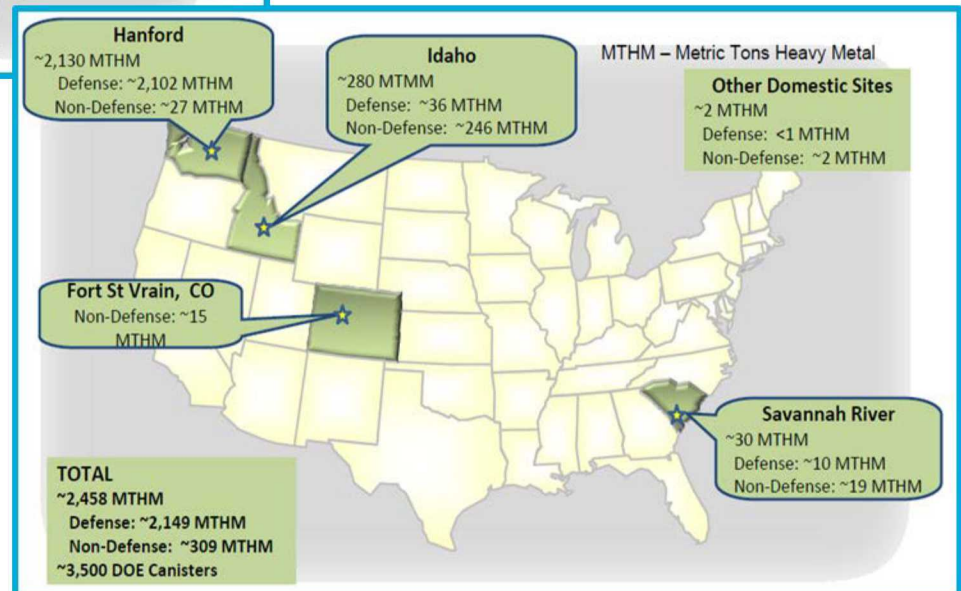 Hanford
~2,130 MTHM
Defense: ~2,102 MTHM
Non-Defense: ~27 MTHM
Idaho
~280 MTMM
Defense: ~36 MTHM
Non-Defense: ~246 MTHM
MTHM – Metric Tons Heavy Metal
Other Domestic Sites
~2 MTHM
Defense: <1 MTHM
Non-Defense: ~2 MTHM
Fort St Vrain, CO
Non-Defense: ~15
MTHM
Savannah River
~30 MTHM
Defense: ~10 MTHM
Non-Defense: ~19 MTHM
TOTAL
~2,458 MTHM
Defense: ~2,149 MTHM
Non-Defense: ~309 MTHM
~3,500 DOE Canisters